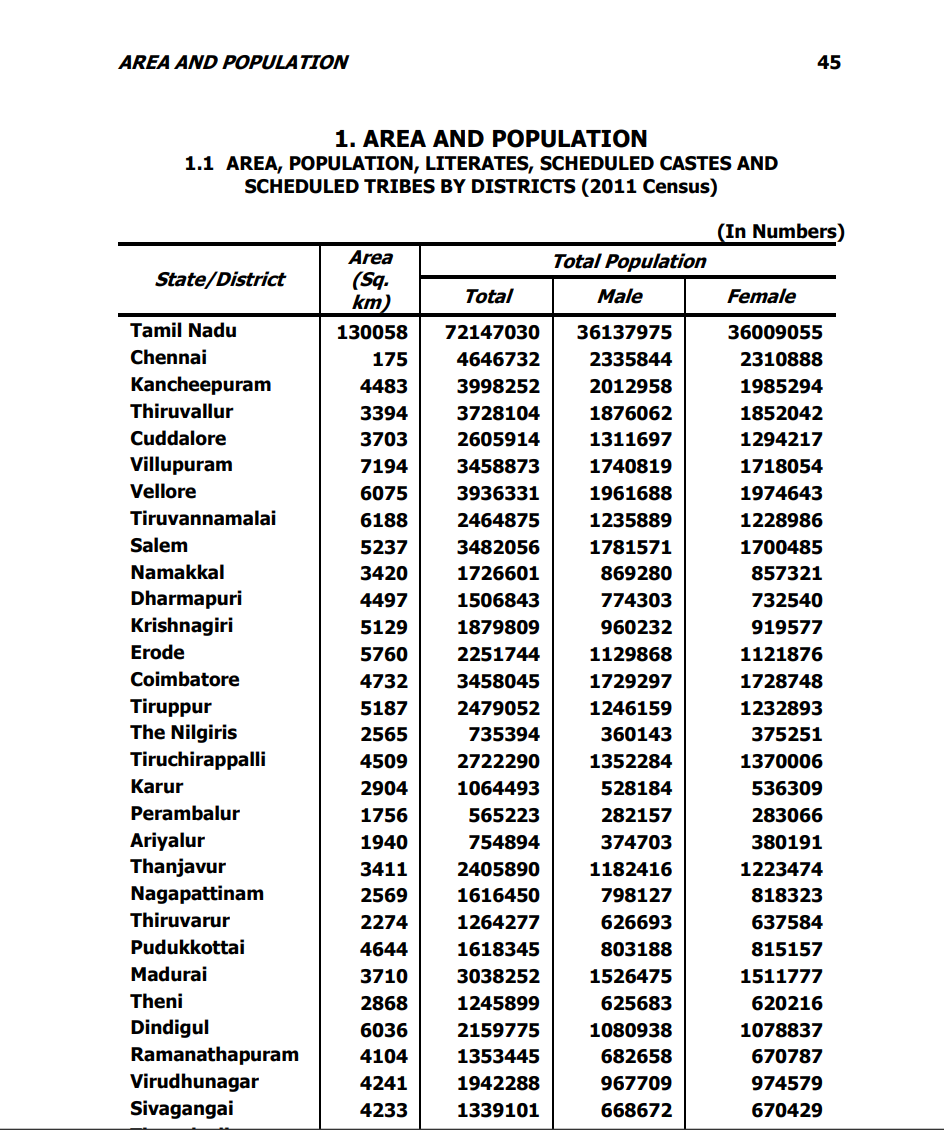 AREA AND POPULATION 45
1. AREA AND POPULATION
1.1 AREA, POPULATION, LITERATES, SCHEDULED CASTES AND
SCHEDULED TRIBES BY DISTRICTS (2011 Census)
(In Numbers)
State/District Area (Sq. km) Total Population
Total Male Female
Tamil Nadu 130058 72147030 36137975 36009055
Chennai 175 4646732 2335844 2310888
Kancheepuram 4483 3998252 2012958 1985294
Thiruvallur 3394 3728104 1876062 1852042
Cuddalore 3703 2605914 1311697 1294217
Villupuram 7194 3458873 1740819 1718054
Vellore 6075 3936331 1961688 1974643
Tiruvannamalai 6188 2464875 1235889 1228986
Salem 5237 3482056 1781571 1700485
Namakkal 3420 1726601 869280 857321
Dharmapuri 4497 1506843 774303 732540
Krishnagiri 5129 1879809 960232 919577
Erode 5760 2251744 1129868 1121876
Coimbatore 4732 3458045 1729297 1728748
Tiruppur 5187 2479052 1246159 1232893
The Nilgiris 2565 735394 360143 375251
Tiruchirappalli 4509 2722290 1352284 1370006
Karur 2904 1064493 528184 536309
Perambalur 1756 565223 282157 283066
Ariyalur 1940 754894 374703 380191
Thanjavur 3411 2405890 1182416 1223474
Nagapattinam 2569 1616450 798127 818323
Thiruvarur 2274 1264277 626693 637584
Pudukkottai 4644 1618345 803188 815157
Madurai 3710 3038252 1526475 1511777
Theni 2868 1245899 625683 620216
Dindigul 6036 2159775 1080938 1078837
Ramanathapuram 4104 1353445 682658 670787
Virudhunagar 4241 1942288 967709 974579
Sivagangai 4233 1339101 668672 670429